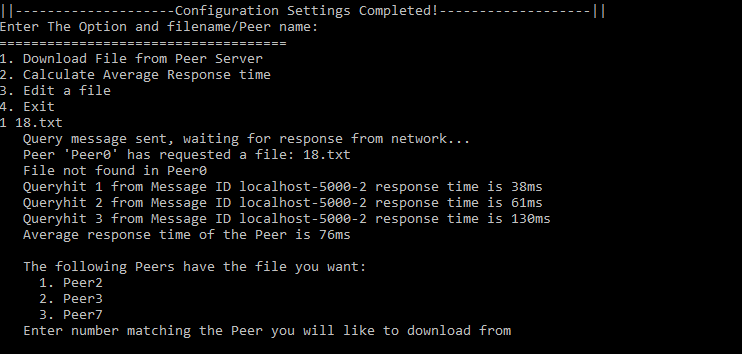 ||--------------------Configuration Settings Completed!-------------------||
Enter The Option and filename/Peer name:
====================================
1. Download File from Peer Server
2. Calculate Average Response time
3. Edit a file
4. Exit
1 18.txt
Query message sent, waiting for response from network...
Peer 'Peer0' has requested a file: 18.txt
File not found in Peer0
Queryhit 1 from Message ID localhost-5000-2 response time is 38ms
Queryhit 2 from Message ID localhost-5000-2 response time is 61ms
Queryhit 3 from Message ID localhost-5000-2 response time is 130ms
Average response time of the Peer is 76ms
The following Peers have the file you want:
1. Peer2
2. Peer3
3. Peer7
Enter number matching the Peer you will like to download from